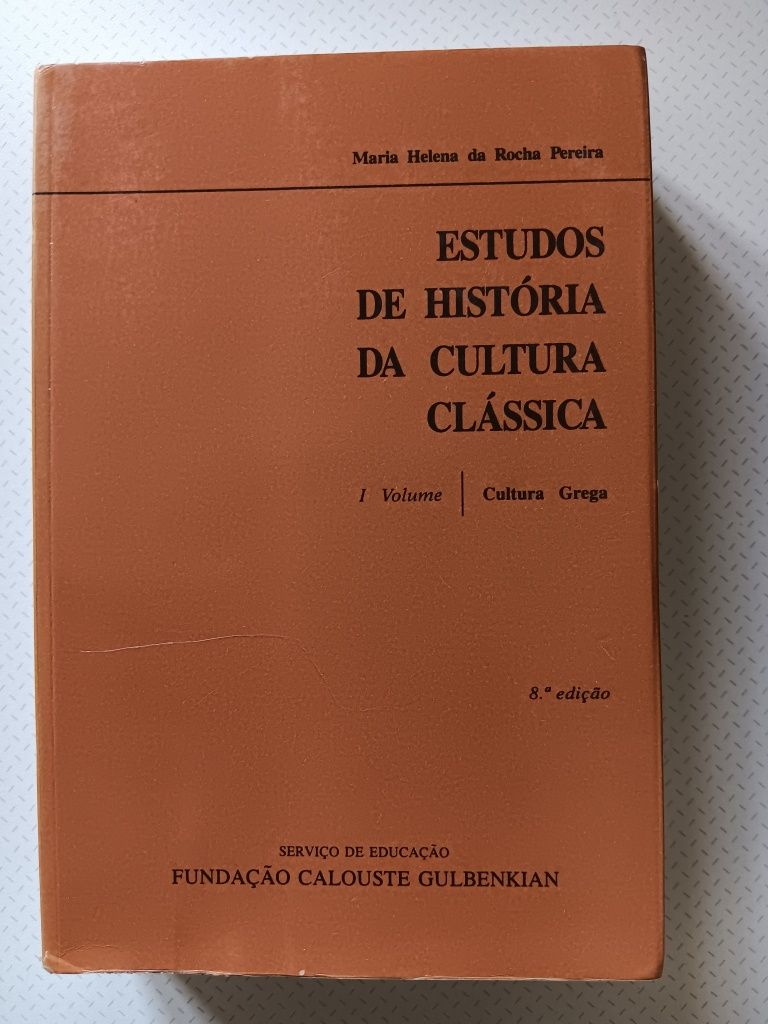 Maria Helena da Rocha Pereira
ESTUDOS
DE HISTÓRIA
DA CULTURA
CLÁSSICA
I Volume | Cultura Grega
8.ª edição
SERVIÇO DE EDUCAÇÃO
FUNDAÇÃO CALOUSTE GULBENKIAN